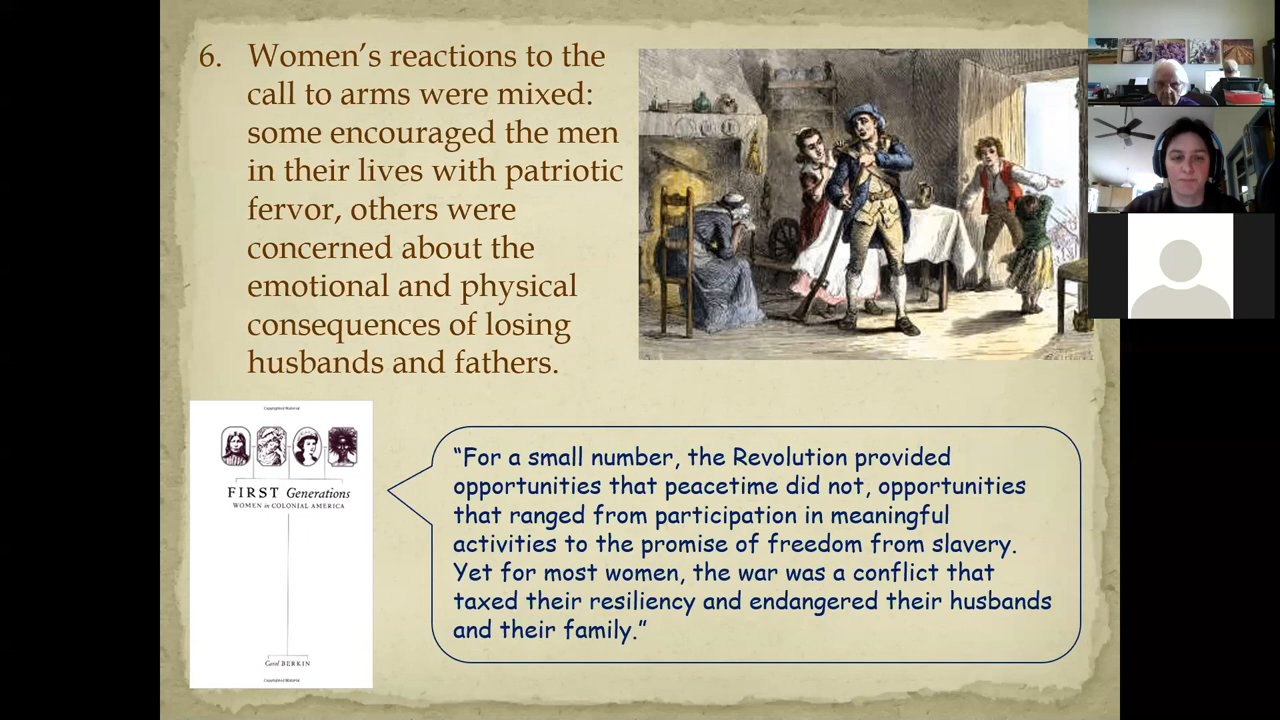 6. Women’s reactions to the
call to arms were mixed:
some encouraged the men
in their lives with patriotic
fervor, others were
concerned about the
emotional and physical
consequences of losing
husbands and fathers.
Copyrighted Material
FIRST Generations
WOMEN in COLONIAL AMERICA
Carol BERKIN
Copyrighted Material
“For a small number, the Revolution provided
opportunities that peacetime did not, opportunities
that ranged from participation in meaningful
activities to the promise of freedom from slavery.
Yet for most women, the war was a conflict that
taxed their resiliency and endangered their husbands
and their family.”